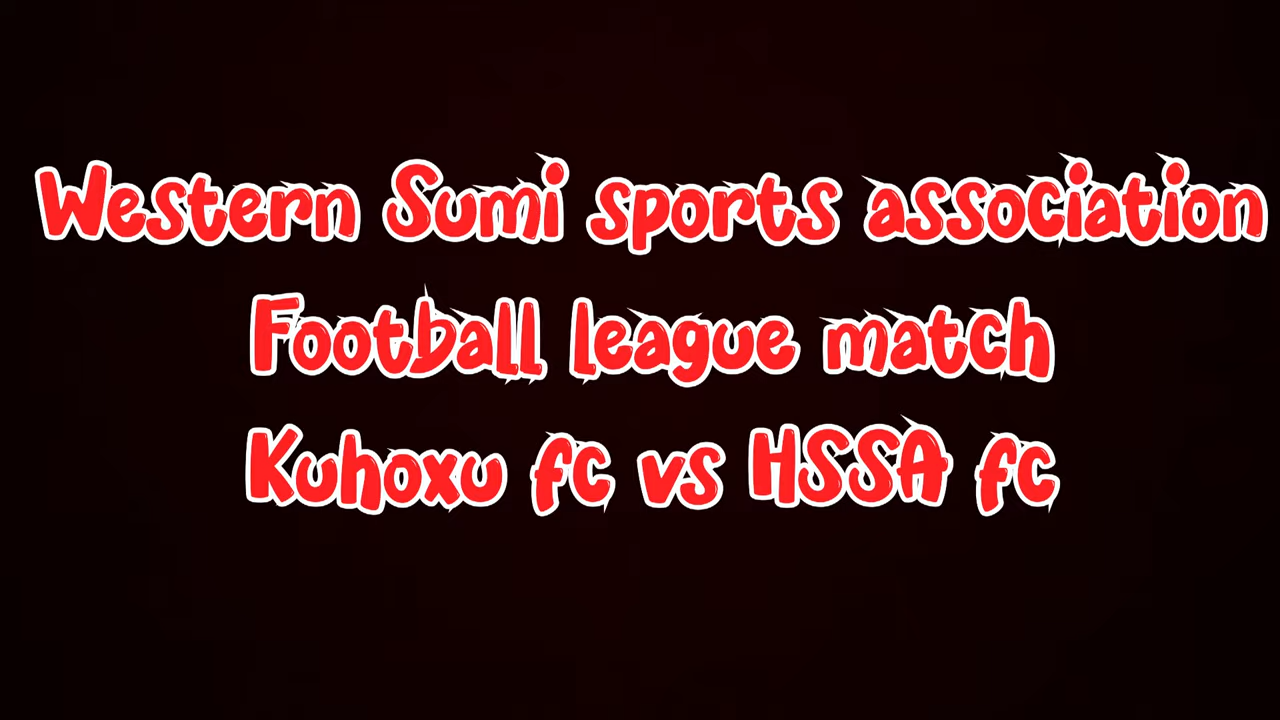 Western Sumi sports association
Football league match
Kuhoxu fc vs HSSA fc